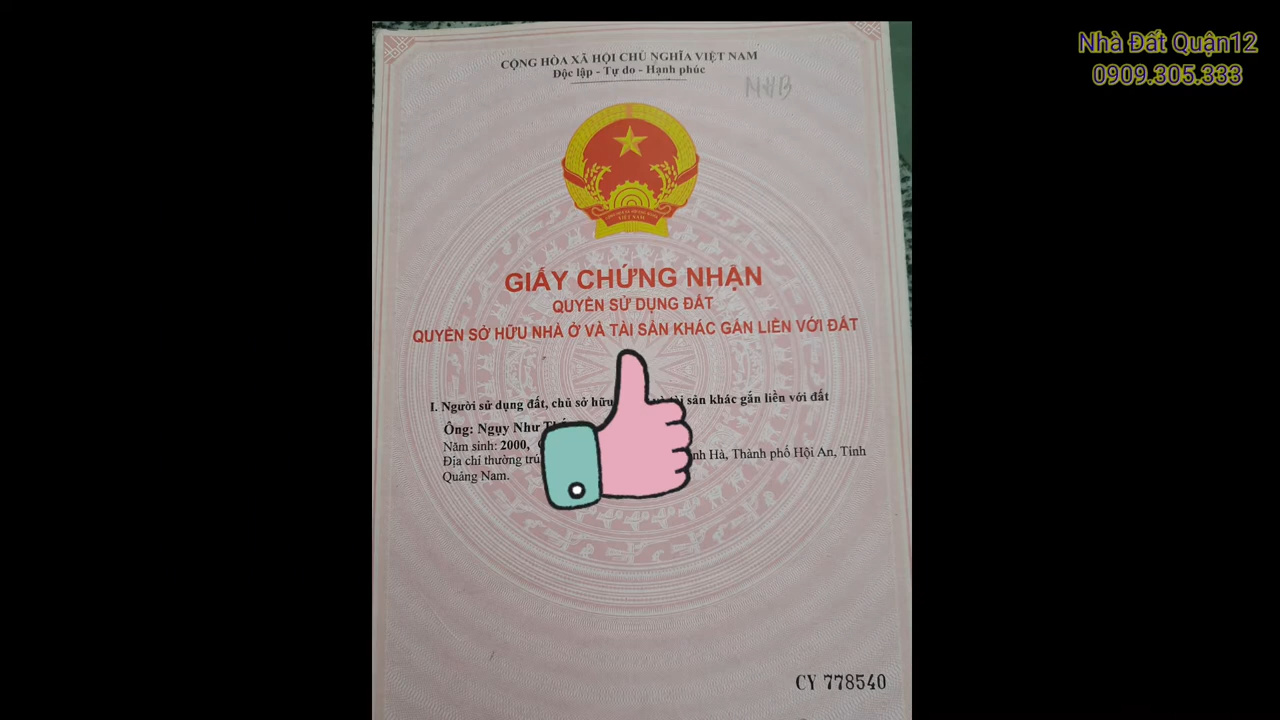 Nhà Đất Quận12
0909.305.333
CỘNG HÒA XÃ HỘI CHỦ NGHĨA VIỆT NAM
Độc lập - Tự do - Hạnh phúc
VIỆT NAM
GIẤY CHỨNG NHẬN
QUYỀN SỬ DỤNG ĐẤT
QUYỀN SỞ HỮU NHÀ Ở VÀ TÀI SẢN KHÁC GẮN LIỀN VỚI ĐẤT
I. Người sử dụng đất, chủ sở hữu tài sản khác gắn liền với đất
Ông: Ngụy Như
Năm sinh: 2000,
Địa chỉ thường Hà, Thành phố Hội An, Tỉnh
Quảng Nam.
CY 778540